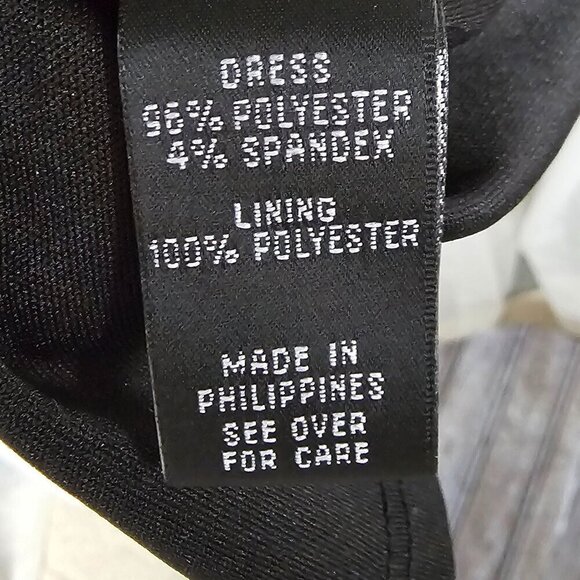 DRESS
96% POLYESTER
4% SPANDEX
LINING
100% POLYESTER
MADE IN
PHILIPPINES
SEE OVER
FOR CARE